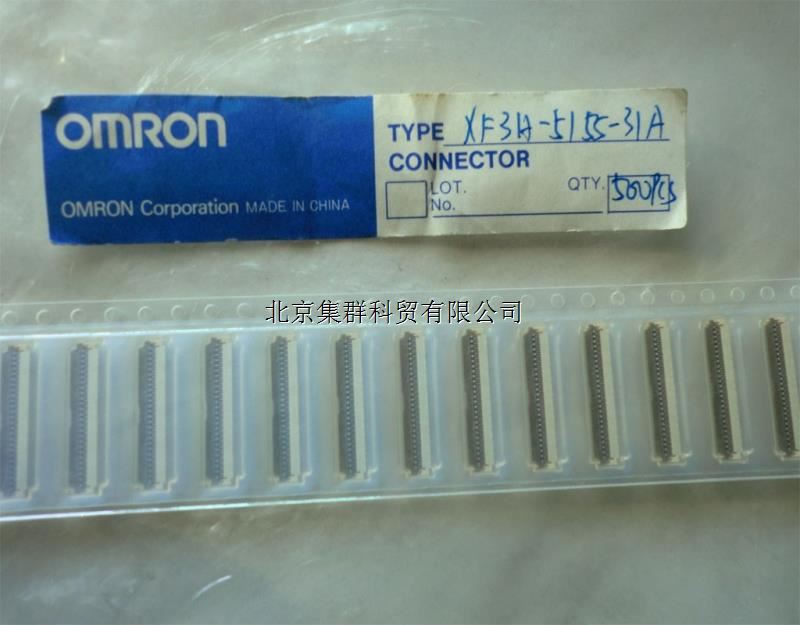 OMRON
OMRON Corporation MADE IN CHINA
TYPE XF3H-5155-31A
CONNECTOR
LOT.
No.
QTY. 500PCS
北京集群科贸有限公司